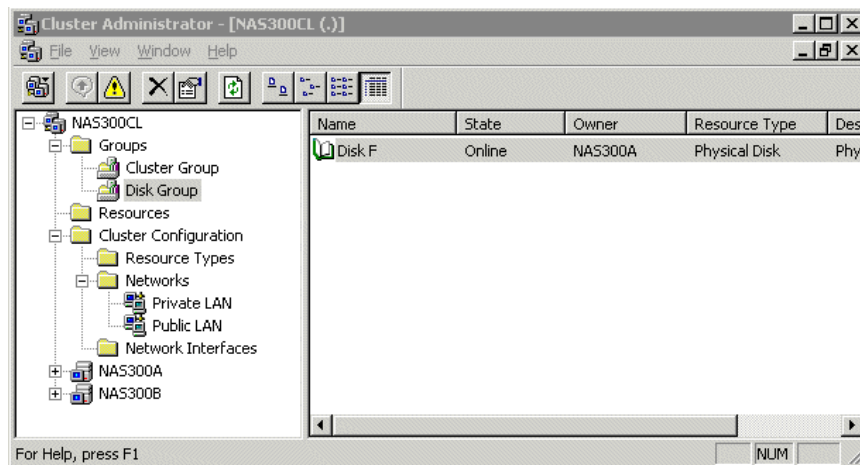 Cluster Administrator - [NAS300CL (.)]
File View Window Help
NAS300CL
Groups
Cluster Group
Disk Group
Resources
Cluster Configuration
Resource Types
Networks
Private LAN
Public LAN
Network Interfaces
NAS300A
NAS300B
Name State Owner Resource Type Des
Disk F Online NAS300A Physical Disk Phy
For Help, press F1 NUM